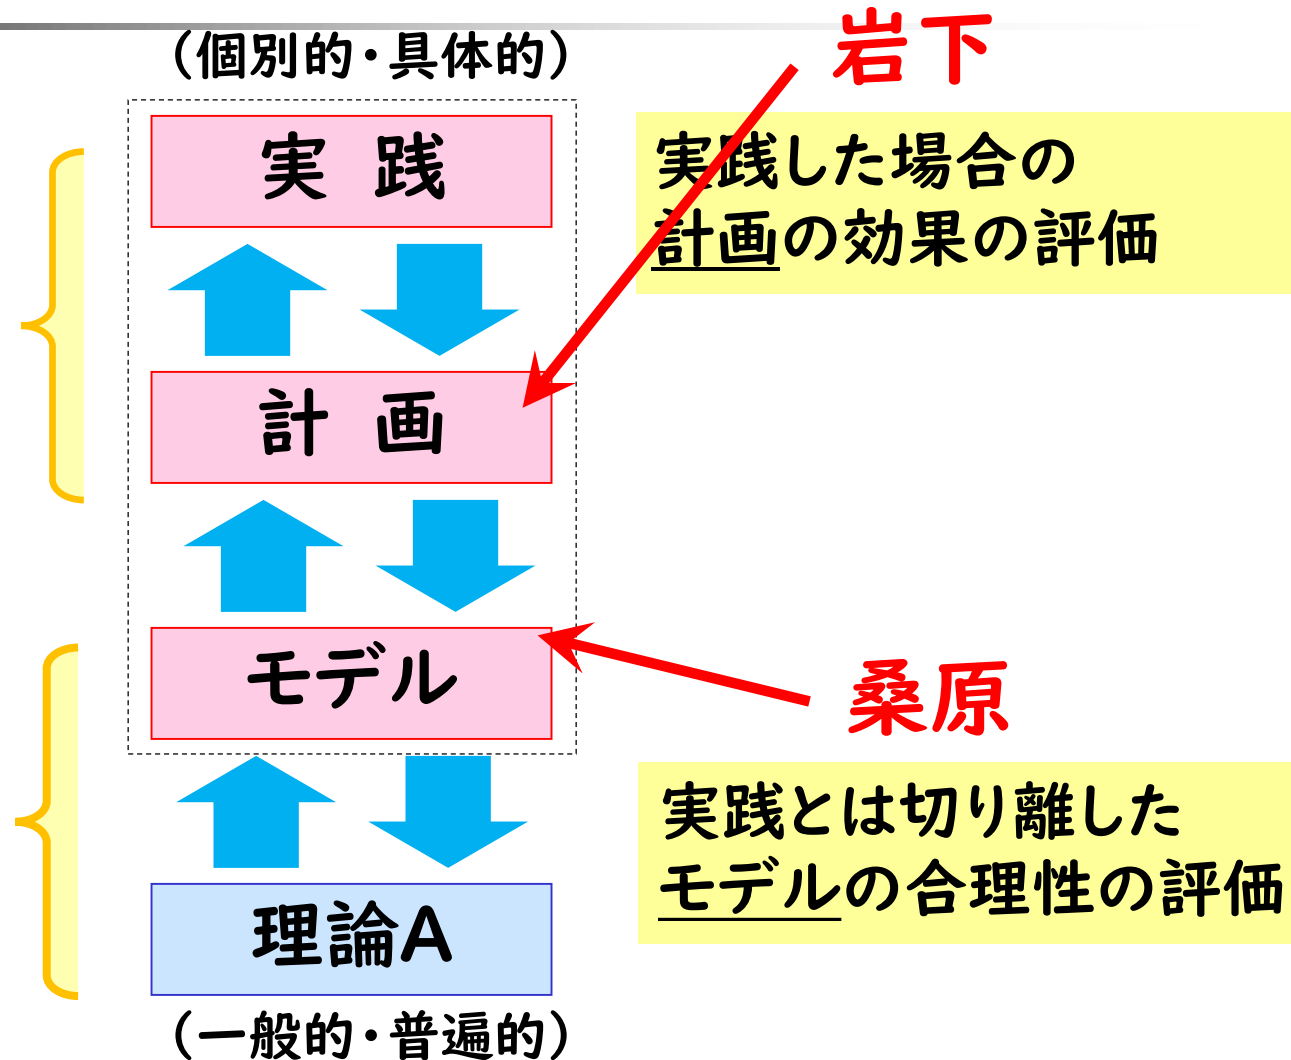 （個別的・具体的）
岩下
実　践
実践した場合の
計画の効果の評価
計　画
モデル
桑原
実践とは切り離した
モデルの合理性の評価
理論A
（一般的・普遍的）